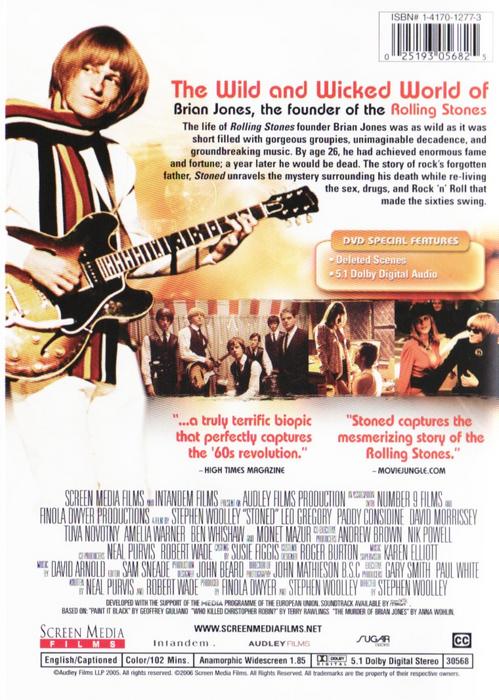 ISBN# 1-4170-1277-3
0 25193 05682 5
The Wild and Wicked World of
Brian Jones, the founder of the Rolling Stones
The life of Rolling Stones founder Brian Jones was as wild as it was
short filled with gorgeous groupies, unimaginable decadence, and
groundbreaking music. By age 26, he had achieved enormous fame
and fortune; a year later he would be dead. The story of rock's forgotten
father, Stoned unravels the mystery surrounding his death while re-living
the sex, drugs, and Rock 'n' Roll that
made the sixties swing.
DVD SPECIAL FEATURES
• Deleted Scenes
• 5.1 Dolby Digital Audio
"...a truly terrific biopic
that perfectly captures
the '60s revolution."
– HIGH TIMES MAGAZINE
"Stoned captures the
mesmerizing story of the
Rolling Stones."
– MOVIEJUNGLE.COM
SCREEN MEDIA FILMS AND INTANDEM FILMS PRESENT AN AUDLEY FILMS PRODUCTION IN ASSOCIATION WITH NUMBER 9 FILMS AND
FINOLA DWYER PRODUCTIONS A FILM BY STEPHEN WOOLLEY "STONED" LEO GREGORY PADDY CONSIDINE DAVID MORRISSEY
TUVA NOVOTNY AMELIA WARNER BEN WHISHAW AND MONET MAZUR CO-PRODUCERS ANDREW BROWN NIK POWELL
CO-PRODUCERS NEAL PURVIS ROBERT WADE CASTING BY SUSIE FIGGIS COSTUME DESIGNER ROGER BURTON MUSIC SUPERVISOR KAREN ELLIOTT
MUSIC BY DAVID ARNOLD EDITOR SAM SNEADE PRODUCTION DESIGNER JOHN BEARD DIRECTOR OF PHOTOGRAPHY JOHN MATHIESON B.S.C. EXECUTIVE PRODUCERS GARY SMITH PAUL WHITE
WRITTEN BY NEAL PURVIS AND ROBERT WADE PRODUCED BY FINOLA DWYER AND STEPHEN WOOLLEY DIRECTED BY STEPHEN WOOLLEY
DEVELOPED WITH THE SUPPORT OF THE MEDIA PROGRAMME OF THE EUROPEAN UNION. SOUNDTRACK AVAILABLE BY
BASED ON: "PAINT IT BLACK" BY GEOFFREY GIULIANO "WHO KILLED CHRISTOPHER ROBIN" BY TERRY RAWLINGS "THE MURDER OF BRIAN JONES" BY ANNA WOHLIN.
SCREEN MEDIA
FILMS
WWW.SCREENMEDIAFILMS.NET
Intandem.
AUDLEYFILMS
SUGAR
CC
English/Captioned Color/102 Mins. Anamorphic Widescreen 1.85 DOLBY DIGITAL 5.1 Dolby Digital Stereo 30568
©Audley Films LLP 2005. All rights reserved. ©2006 Screen Media Films. All Rights Reserved. All trademarks are the property of their respective owners.